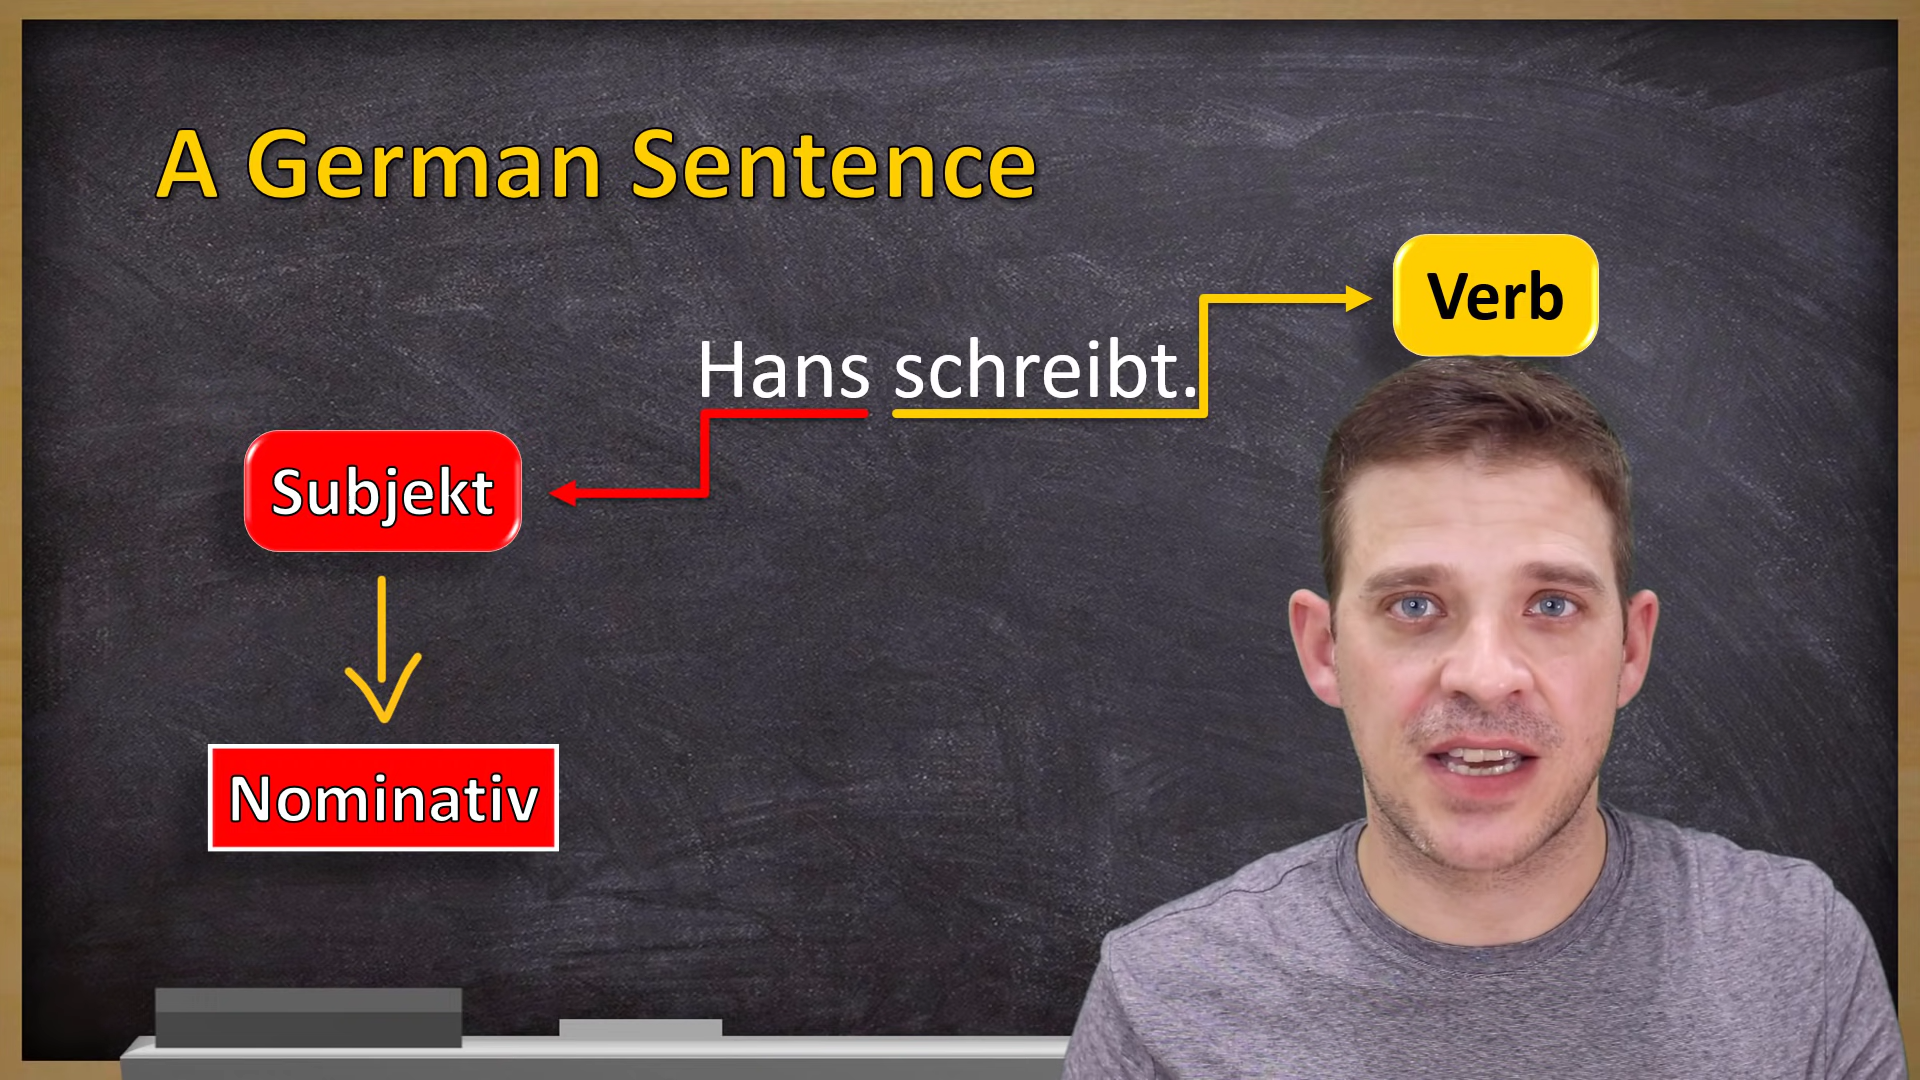 A German Sentence
Verb
Hans schreibt.
Subjekt
Nominativ